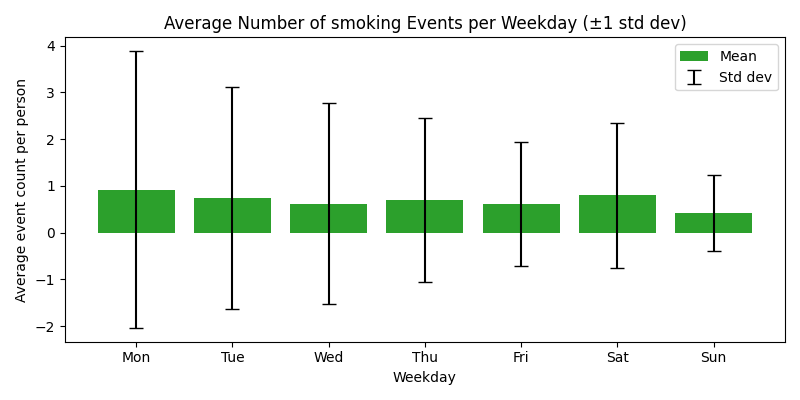 Average Number of smoking Events per Weekday (±1 std dev)
Mean
Std dev
Average event count per person
4
3
2
1
0
−1
−2
Mon Tue Wed Thu Fri Sat Sun
Weekday